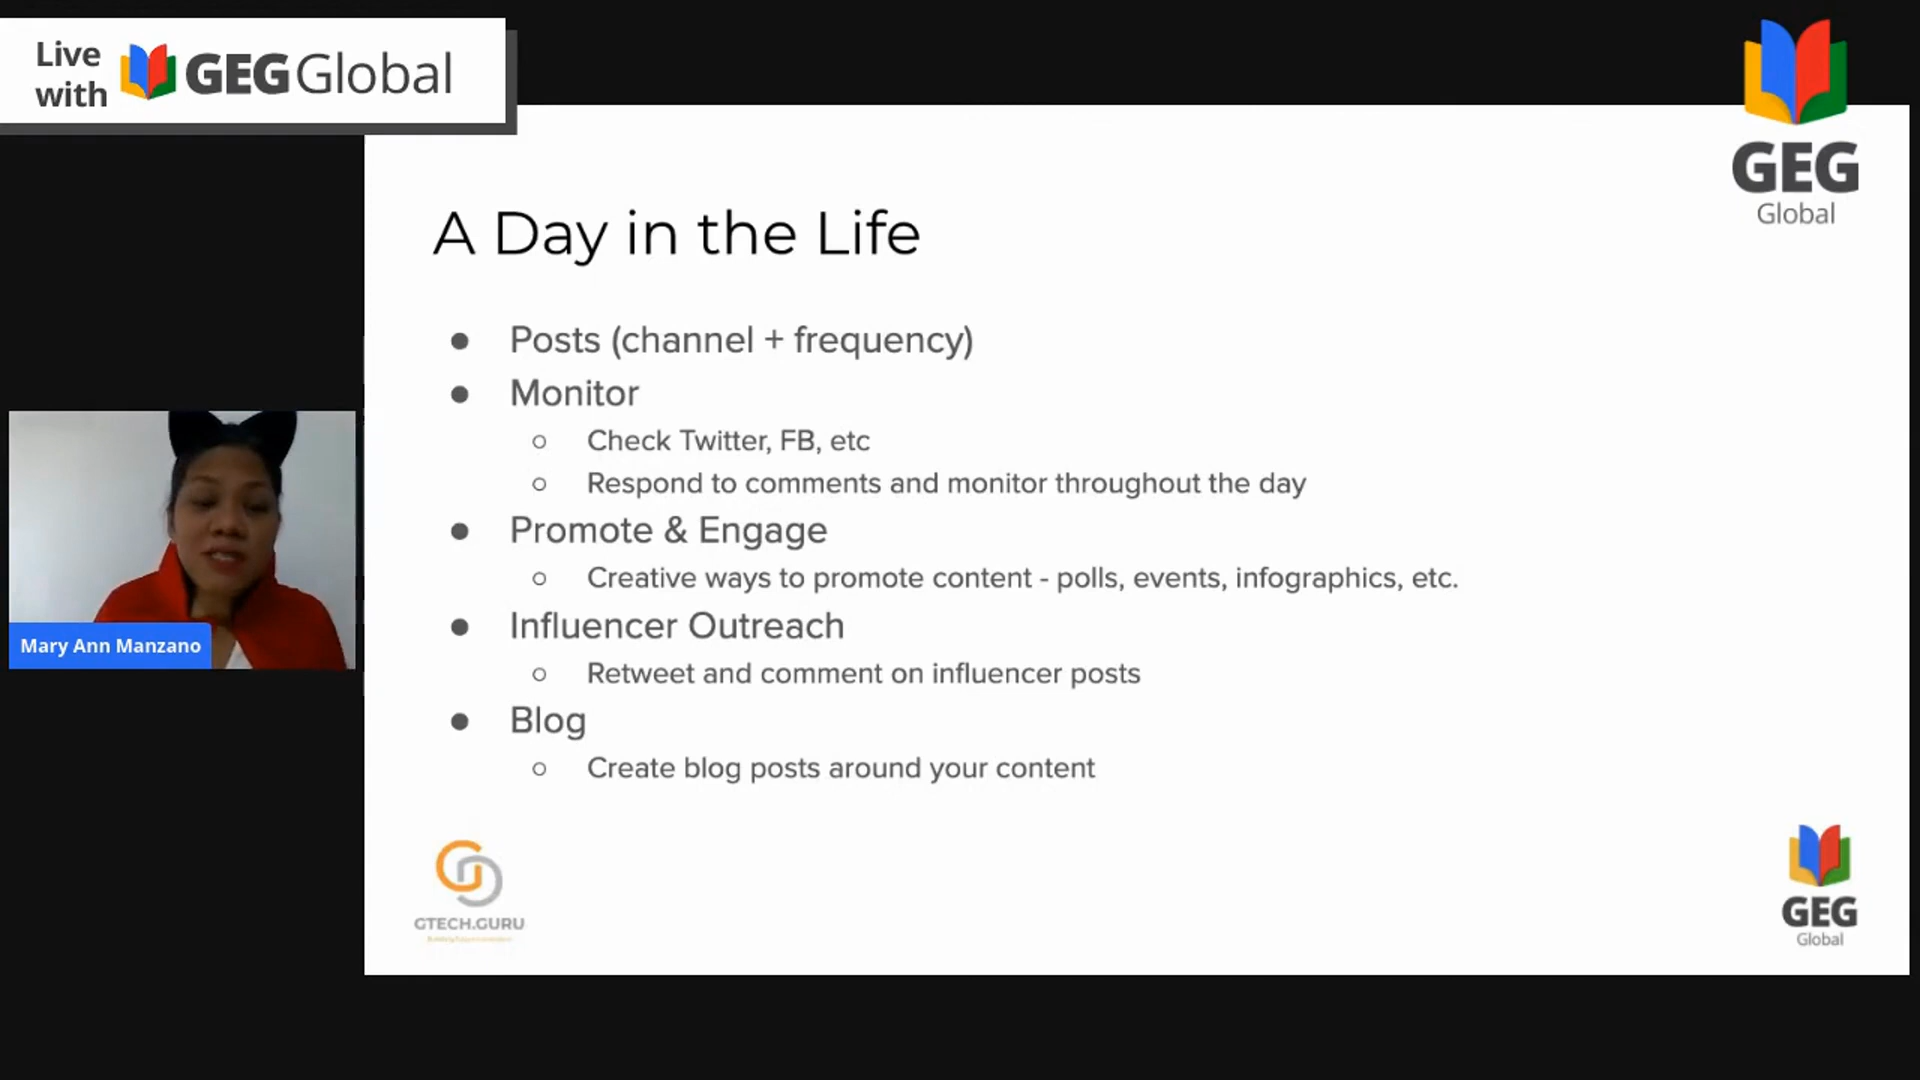 Live
with
GEG Global
GEG
Global
A Day in the Life
● Posts (channel + frequency)
● Monitor
○ Check Twitter, FB, etc
○ Respond to comments and monitor throughout the day
● Promote & Engage
○ Creative ways to promote content - polls, events, infographics, etc.
● Influencer Outreach
○ Retweet and comment on influencer posts
● Blog
○ Create blog posts around your content
Mary Ann Manzano
GTECH.GURU
GEG
Global